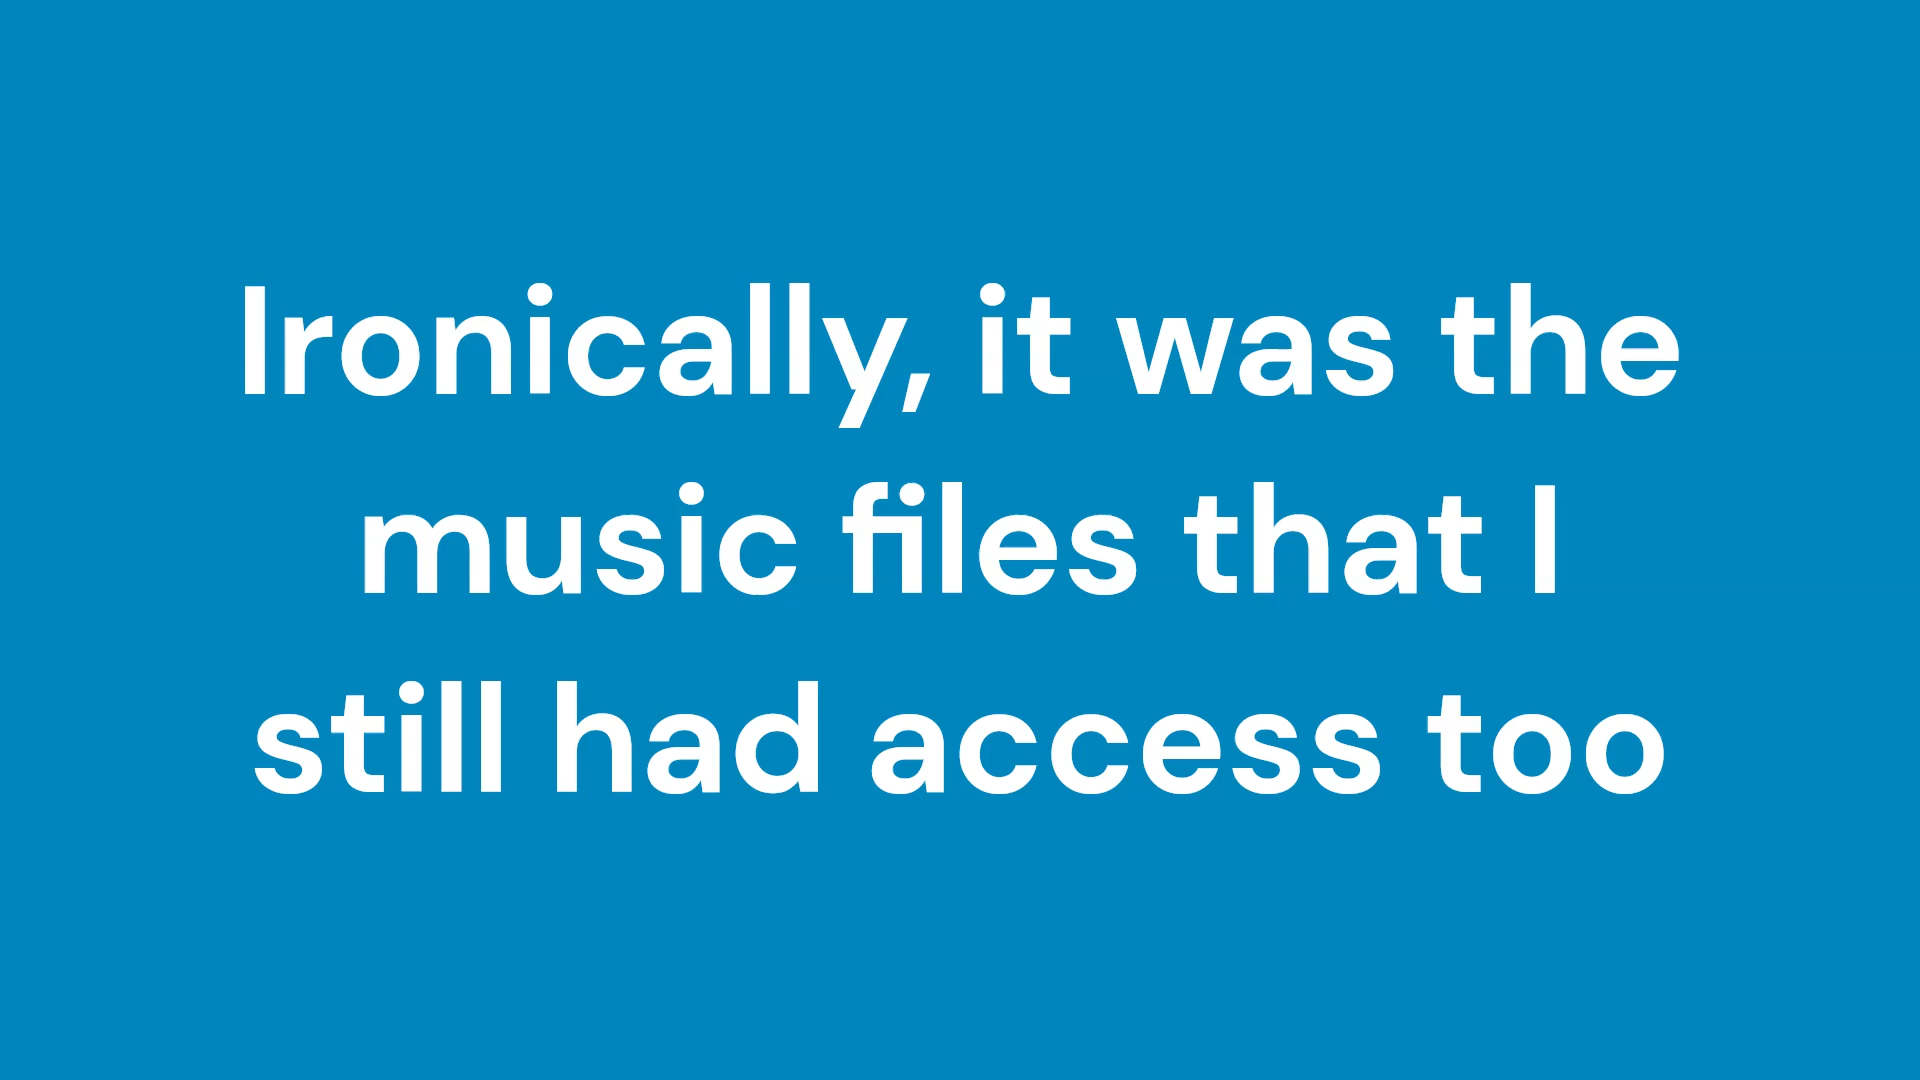 Ironically, it was the
music files that I
still had access too